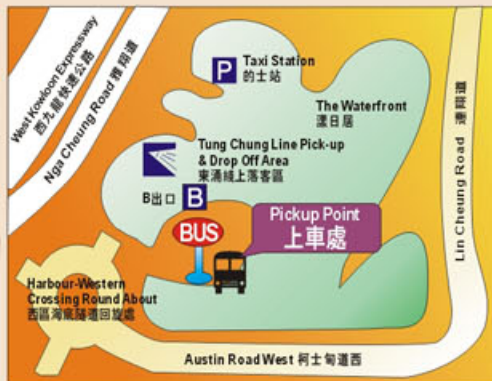 West Kowloon Expressway
西九龍快速公路
Nga Cheung Road 雅翔道
P
Taxi Station
的士站
The Waterfront
漾日居
Lin Cheung Road 連翔道
Tung Chung Line Pick-up
& Drop Off Area
東涌綫上落客區
B出口
B
BUS
Pickup Point
上車處
Harbour-Western
Crossing Round About
西區海底隧道回旋處
Austin Road West 柯士甸道西